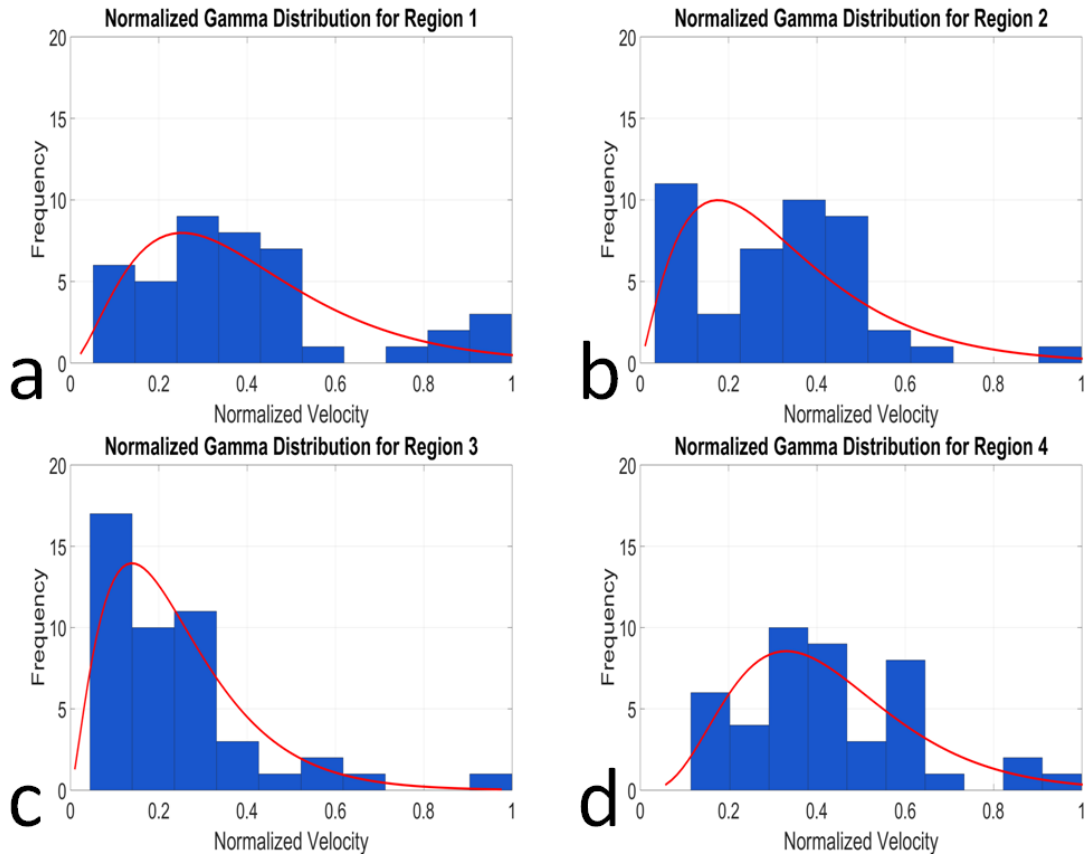 Normalized Gamma Distribution for Region 1
20
15
10
5
0
Frequency
0 0.2 0.4 0.6 0.8 1
Normalized Velocity
a
Normalized Gamma Distribution for Region 2
20
15
10
5
0
Frequency
0 0.2 0.4 0.6 0.8 1
Normalized Velocity
b
Normalized Gamma Distribution for Region 3
20
15
10
5
0
Frequency
0 0.2 0.4 0.6 0.8 1
Normalized Velocity
c
Normalized Gamma Distribution for Region 4
20
15
10
5
0
Frequency
0 0.2 0.4 0.6 0.8 1
Normalized Velocity
d